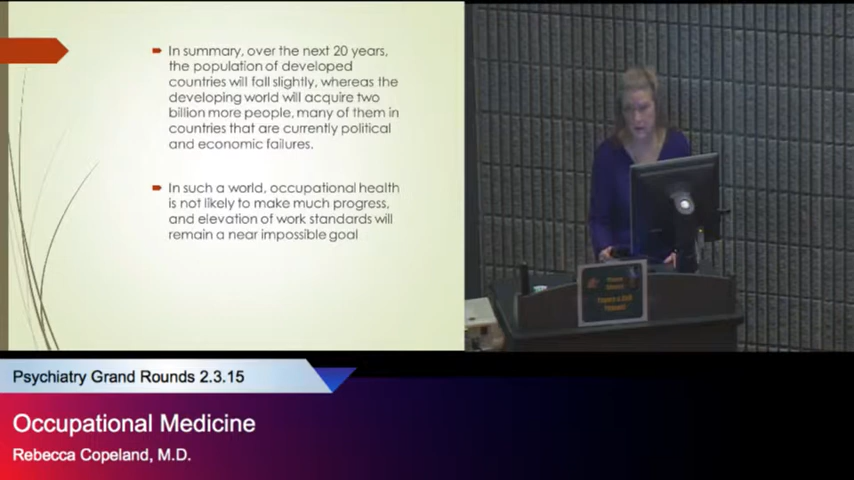 In summary, over the next 20 years,
the population of developed
countries will fall slightly, whereas the
developing world will acquire two
billion more people, many of them in
countries that are currently political
and economic failures.
In such a world, occupational health
is not likely to make much progress,
and elevation of work standards will
remain a near impossible goal
Psychiatry Grand Rounds 2.3.15
Occupational Medicine
Rebecca Copeland, M.D.